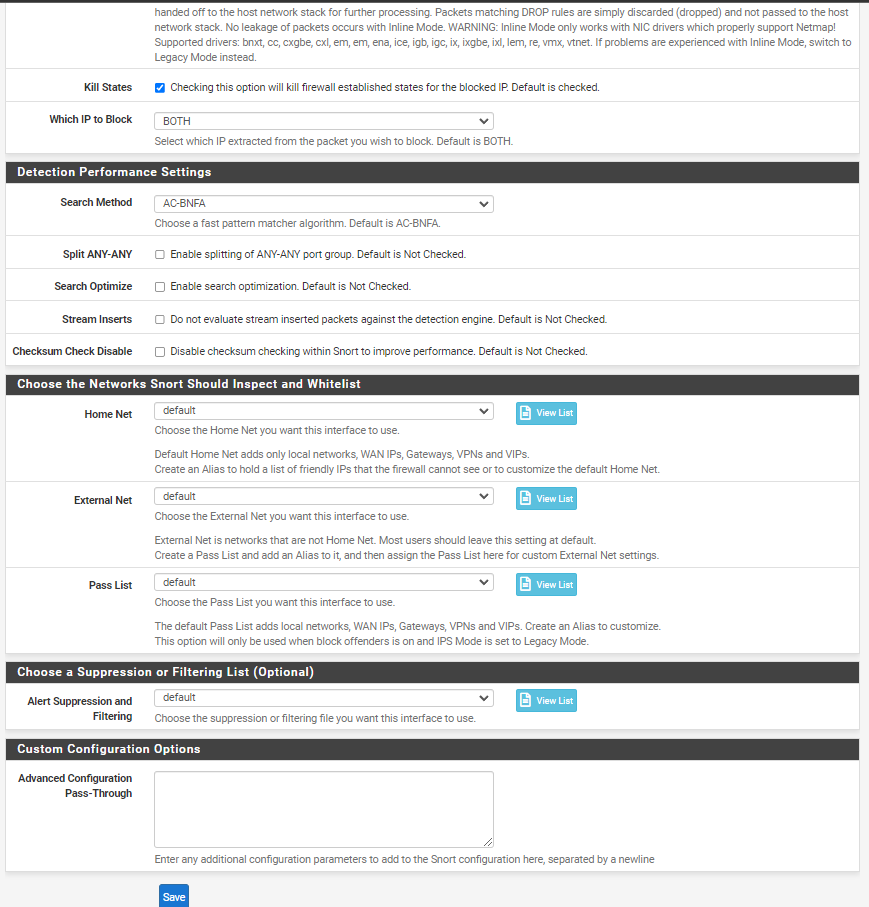 handed off to the host network stack for further processing. Packets matching DROP rules are simply discarded (dropped) and not passed to the host
network stack. No leakage of packets occurs with Inline Mode. WARNING: Inline Mode only works with NIC drivers which properly support Netmap!
Supported drivers: bnxt, cc, cxgbe, cxl, em, em, ena, ice, igb, igc, ix, ixgbe, ixl, lem, re, vmx, vtnet. If problems are experienced with Inline Mode, switch to
Legacy Mode instead.
Kill States
Checking this option will kill firewall established states for the blocked IP. Default is checked.
Which IP to Block
BOTH
Select which IP extracted from the packet you wish to block. Default is BOTH.
Detection Performance Settings
Search Method
AC-BNFA
Choose a fast pattern matcher algorithm. Default is AC-BNFA.
Split ANY-ANY
Enable splitting of ANY-ANY port group. Default is Not Checked.
Search Optimize
Enable search optimization. Default is Not Checked.
Stream Inserts
Do not evaluate stream inserted packets against the detection engine. Default is Not Checked.
Checksum Check Disable
Disable checksum checking within Snort to improve performance. Default is Not Checked.
Choose the Networks Snort Should Inspect and Whitelist
Home Net
default
View List
Choose the Home Net you want this interface to use.
Default Home Net adds only local networks, WAN IPs, Gateways, VPNs and VIPs.
Create an Alias to hold a list of friendly IPs that the firewall cannot see or to customize the default Home Net.
External Net
default
View List
Choose the External Net you want this interface to use.
External Net is networks that are not Home Net. Most users should leave this setting at default.
Create a Pass List and add an Alias to it, and then assign the Pass List here for custom External Net settings.
Pass List
default
View List
Choose the Pass List you want this interface to use.
The default Pass List adds local networks, WAN IPs, Gateways, VPNs and VIPs. Create an Alias to customize.
This option will only be used when block offenders is on and IPS Mode is set to Legacy Mode.
Choose a Suppression or Filtering List (Optional)
Alert Suppression and
Filtering
default
View List
Choose the suppression or filtering file you want this interface to use.
Custom Configuration Options
Advanced Configuration
Pass-Through
Enter any additional configuration parameters to add to the Snort configuration here, separated by a newline
Save